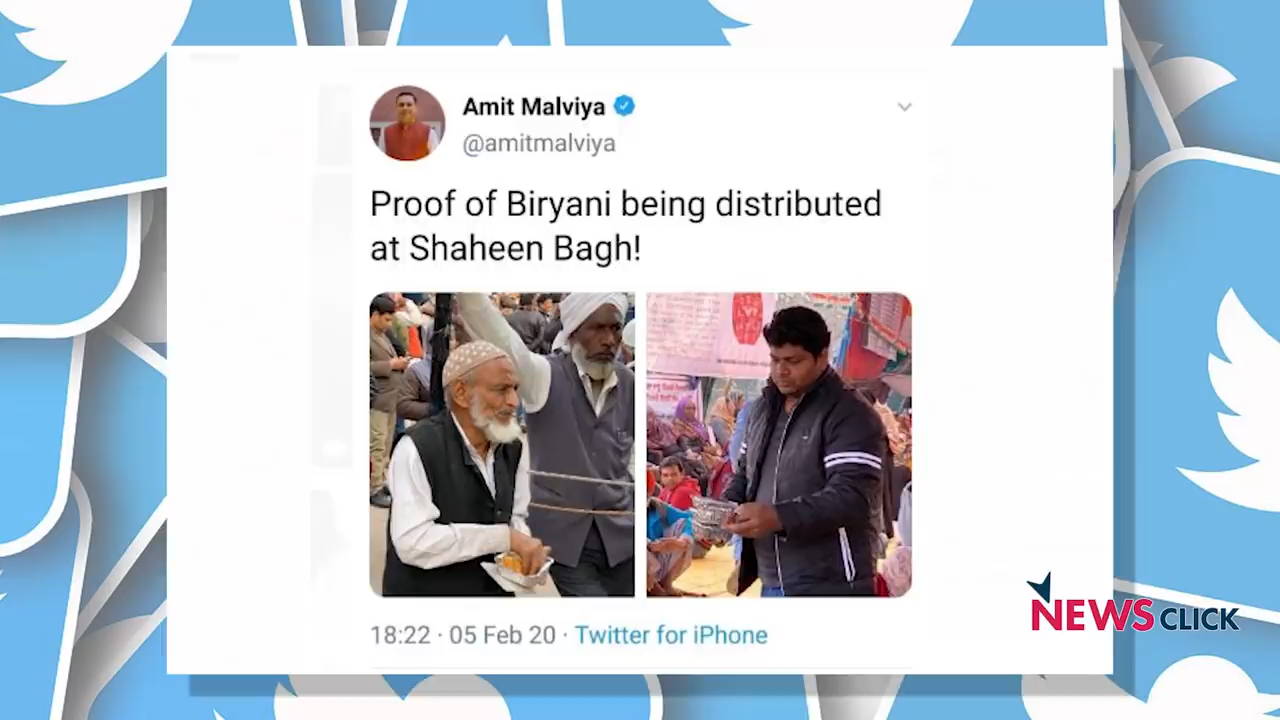 Amit Malviya
@amitmalviya
Proof of Biryani being distributed
at Shaheen Bagh!
18:22 · 05 Feb 20 · Twitter for iPhone
NEWSCLICK